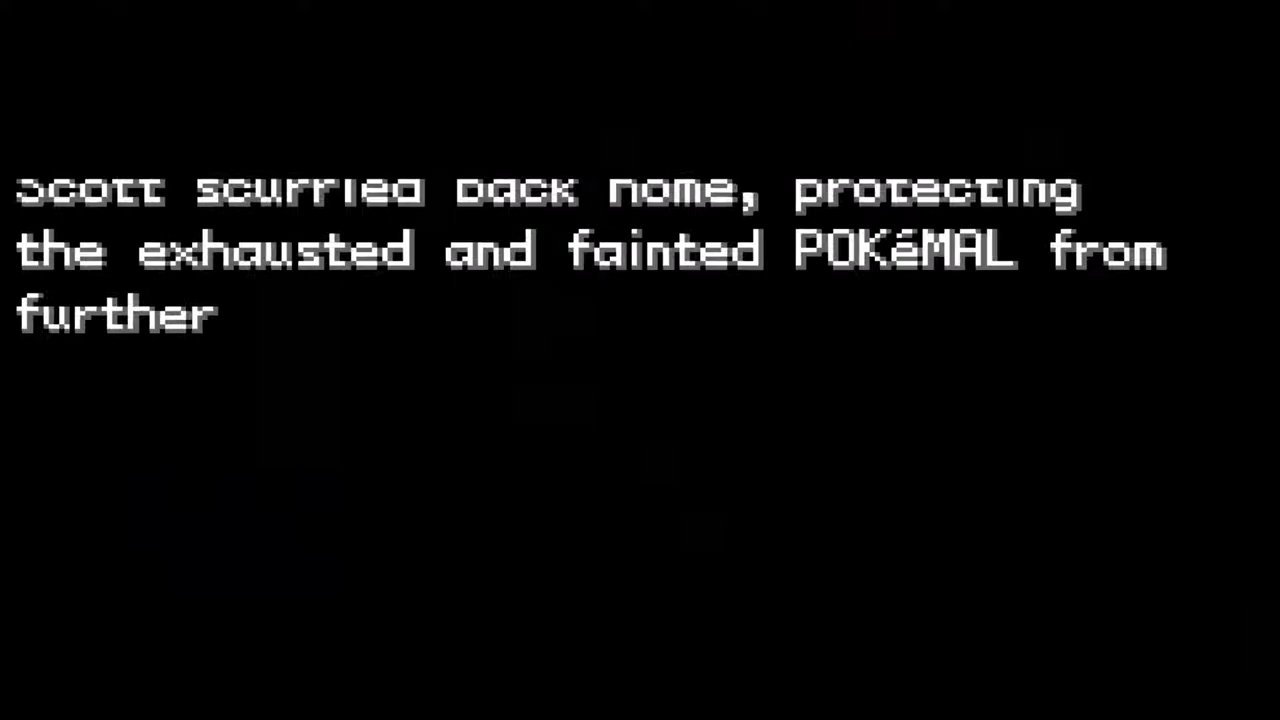 Scott scurried back home, protecting
the exhausted and fainted POKéMAL from
further